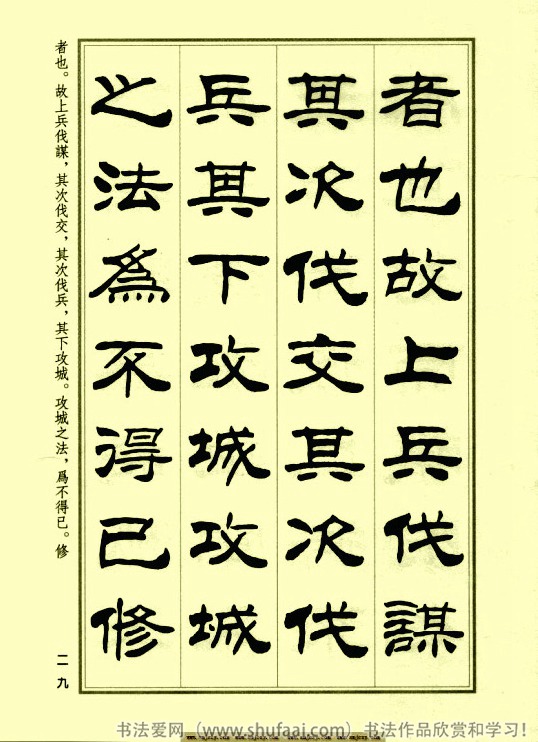 者也故上兵伐謀
其次伐交其次伐
兵其下攻城攻城
之法爲不得已修
者也。故上兵伐謀，其次伐交，其次伐兵，其下攻城。攻城之法，爲不得已。修
二九
书法爱网（www.shufaai.com）书法作品欣赏和学习！